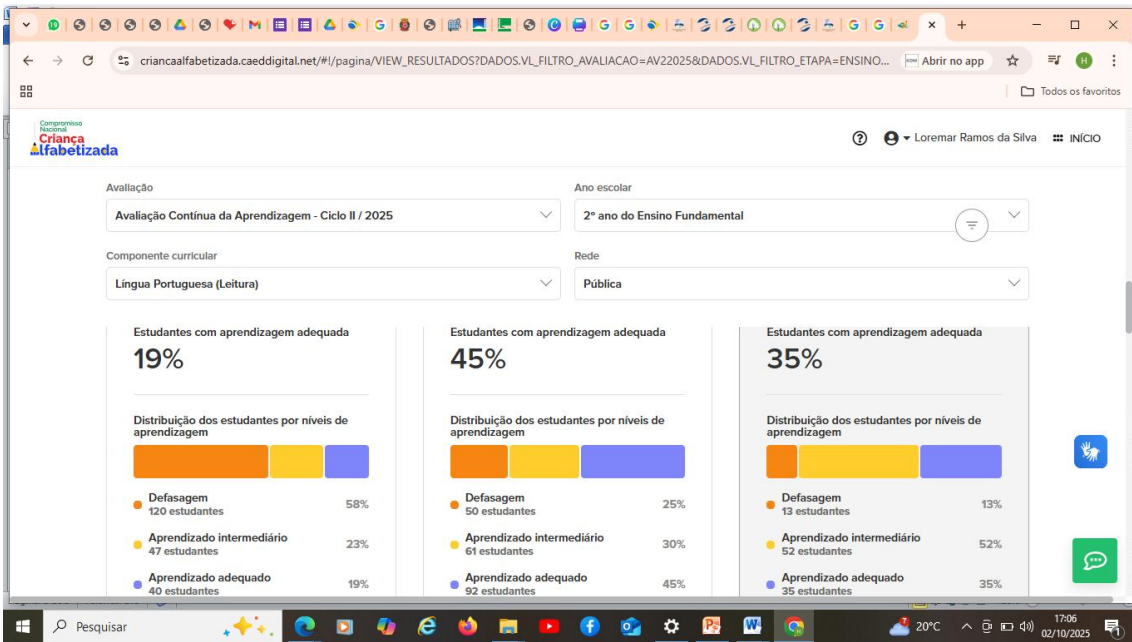 criancaalfabetizada.caeddigital.net/#!/pagina/VIEW_RESULTADOS?DADOS.VL_FILTRO_AVALIACAO=AV22025&DADOS.VL_FILTRO_ETAPA=ENSINO...
Abrir no app
H
Todos os favoritos
Compromisso
Nacional
Criança
Alfabetizada
Loremar Ramos da Silva
INÍCIO
Avaliação
Ano escolar
Avaliação Contínua da Aprendizagem - Ciclo II / 2025
2º ano do Ensino Fundamental
Componente curricular
Rede
Língua Portuguesa (Leitura)
Pública
Estudantes com aprendizagem adequada
19%
Distribuição dos estudantes por níveis de
aprendizagem
Defasagem 58%
120 estudantes
Aprendizado intermediário 23%
47 estudantes
Aprendizado adequado 19%
40 estudantes
Estudantes com aprendizagem adequada
45%
Distribuição dos estudantes por níveis de
aprendizagem
Defasagem 25%
50 estudantes
Aprendizado intermediário 30%
61 estudantes
Aprendizado adequado 45%
92 estudantes
Estudantes com aprendizagem adequada
35%
Distribuição dos estudantes por níveis de
aprendizagem
Defasagem 13%
13 estudantes
Aprendizado intermediário 52%
52 estudantes
Aprendizado adequado 35%
35 estudantes
Pesquisar
20°C
17:06
02/10/2025